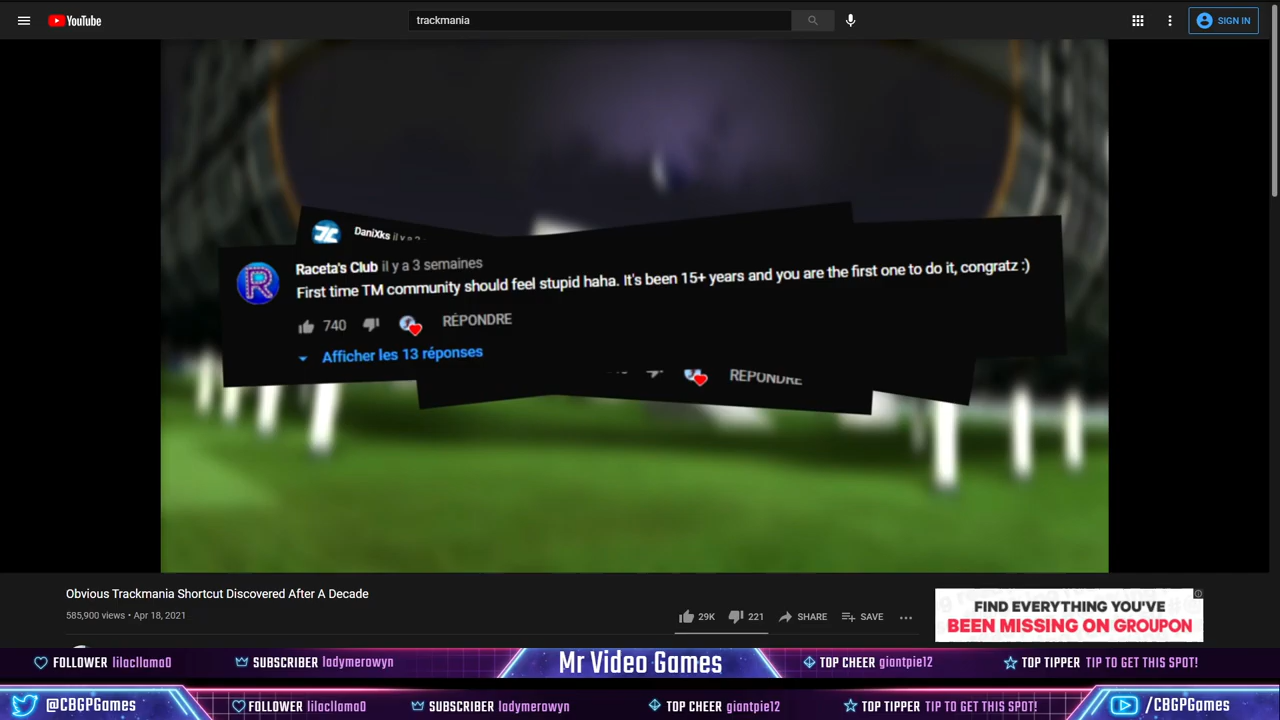 YouTube
trackmania
SIGN IN
DaniXks
Raceta's Club il y a 3 semaines
First time TM community should feel stupid haha. It's been 15+ years and you are the first one to do it, congratz :)
740
RÉPONDRE
Afficher les 13 réponses
RÉPONDRE
Obvious Trackmania Shortcut Discovered After A Decade
585,900 views • Apr 18, 2021
29K
221
SHARE
SAVE
FIND EVERYTHING YOU'VE
BEEN MISSING ON GROUPON
FOLLOWER lilacllama0
SUBSCRIBER ladymerowyn
Mr Video Games
TOP CHEER giantpie12
TOP TIPPER TIP TO GET THIS SPOT!
@CBGPGames
FOLLOWER lilacllama0
SUBSCRIBER ladymerowyn
TOP CHEER giantpie12
TOP TIPPER TIP TO GET THIS SPOT!
/CBGPGames